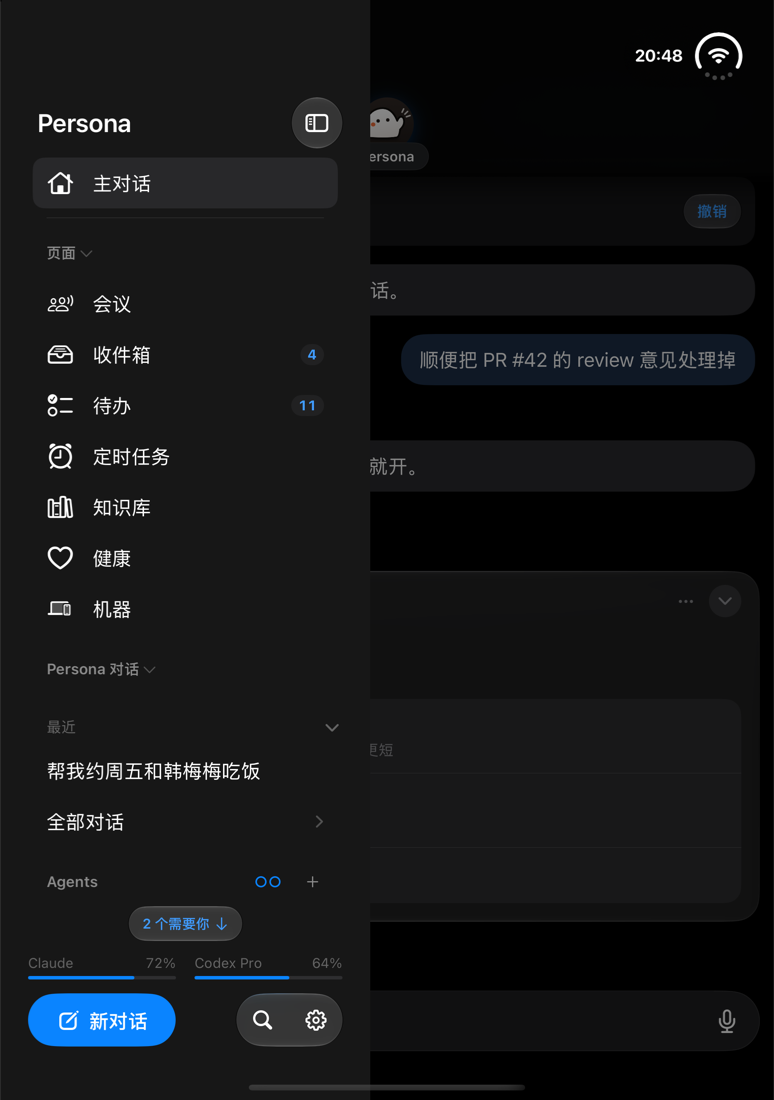 20:48
Persona
ersona
主对话
撤销
页面
会议
话。
收件箱
4
顺便把 PR #42 的 review 意见处理掉
待办
11
定时任务
就开。
知识库
健康
机器
Persona 对话
最近
更短
帮我约周五和韩梅梅吃饭
全部对话
Agents
2 个需要你 ↓
Claude 72% Codex Pro 64%
新对话